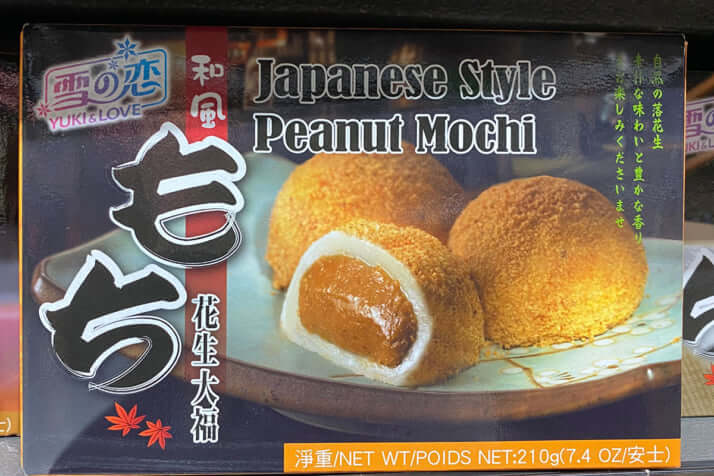 雪の恋
YUKI&LOVE
和風
もち
花生大福
Japanese Style
Peanut Mochi
自然の落花生
素朴な味わいと豊かな香り
楽しみくださいませ
淨重/NET WT/POIDS NET:210g(7.4 OZ/安士)